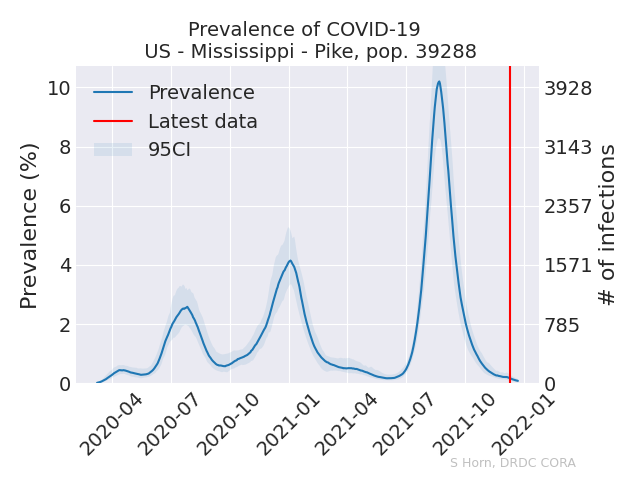 Prevalence of COVID-19
US - Mississippi - Pike, pop. 39288
Prevalence
Latest data
95CI
Prevalence (%)
10
8
6
4
2
0
3928
3143
2357
1571
785
0
# of infections
2020-04
2020-07
2020-10
2021-01
2021-04
2021-07
2021-10
2022-01
S Horn, DRDC CORA